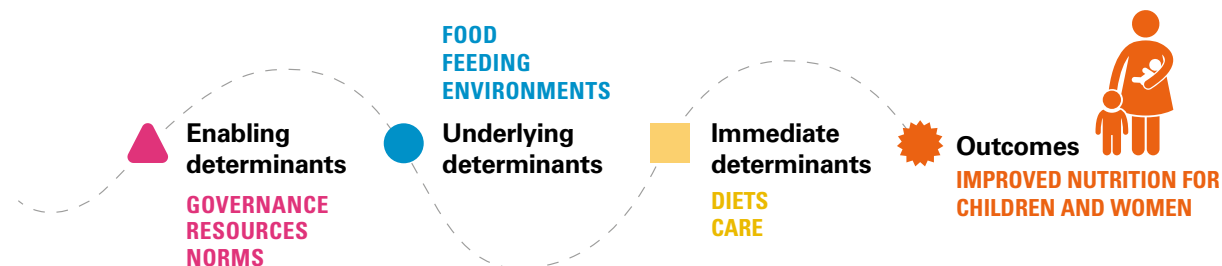 Enabling
determinants
GOVERNANCE
RESOURCES
NORMS
FOOD
FEEDING
ENVIRONMENTS
Underlying
determinants
Immediate
determinants
DIETS
CARE
Outcomes
IMPROVED NUTRITION FOR
CHILDREN AND WOMEN